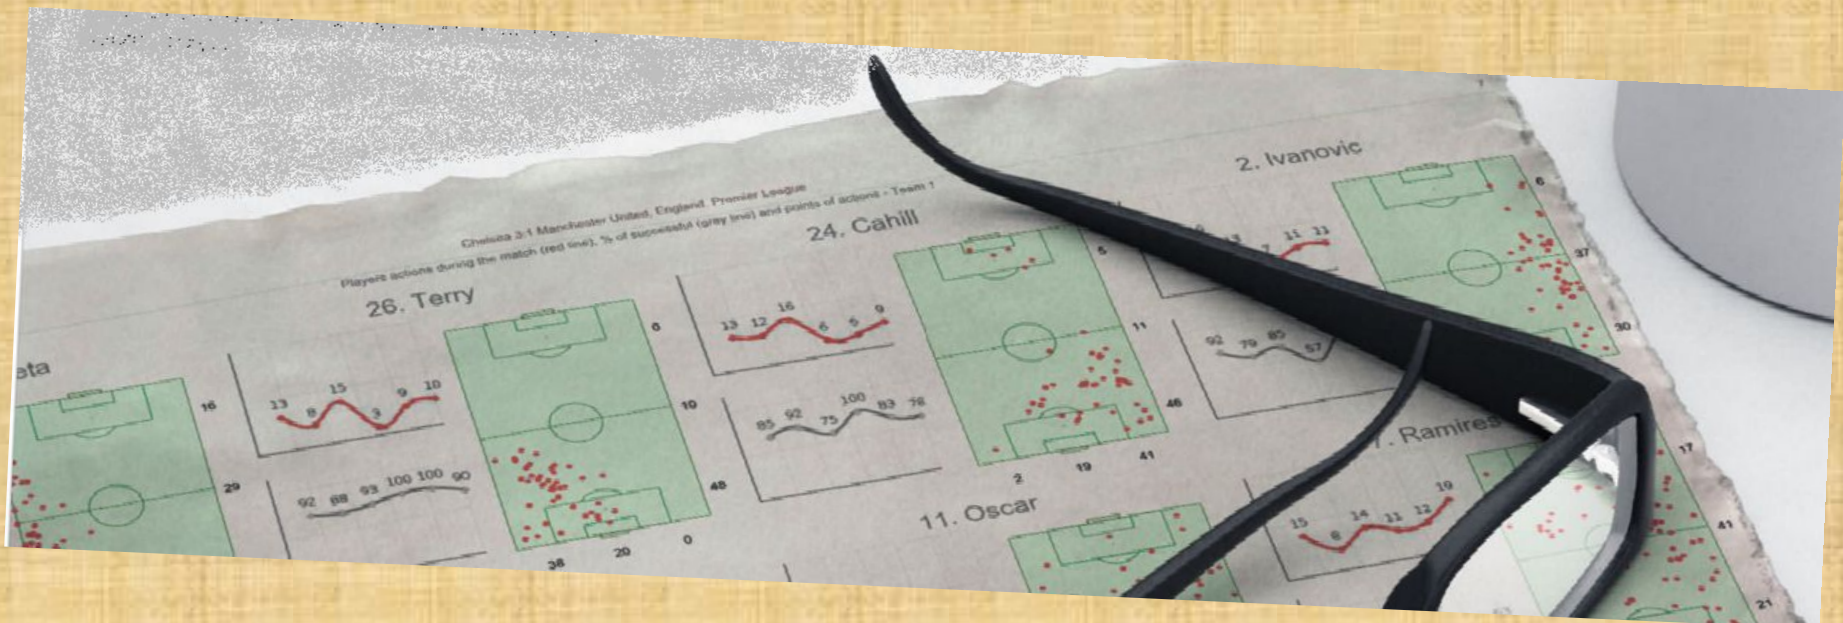 Chelsea 3:1 Manchester United, England, Premier League
Players actions during the match (red line), % of successful (gray line) and points of actions - Team 1
2. Ivanovic
24. Cahill
26. Terry
eta
13 8 15 3 9 10
92 88 93 100 100 90
16
29
6
10
48
38 20 0
13 12 16 6 5 9
85 92 75 100 83 78
5
11
46
2 19 41
11 11
92 79 85 57
6
37
30
11. Oscar
7. Ramires
15 8 14 11 12 19
17
41
21